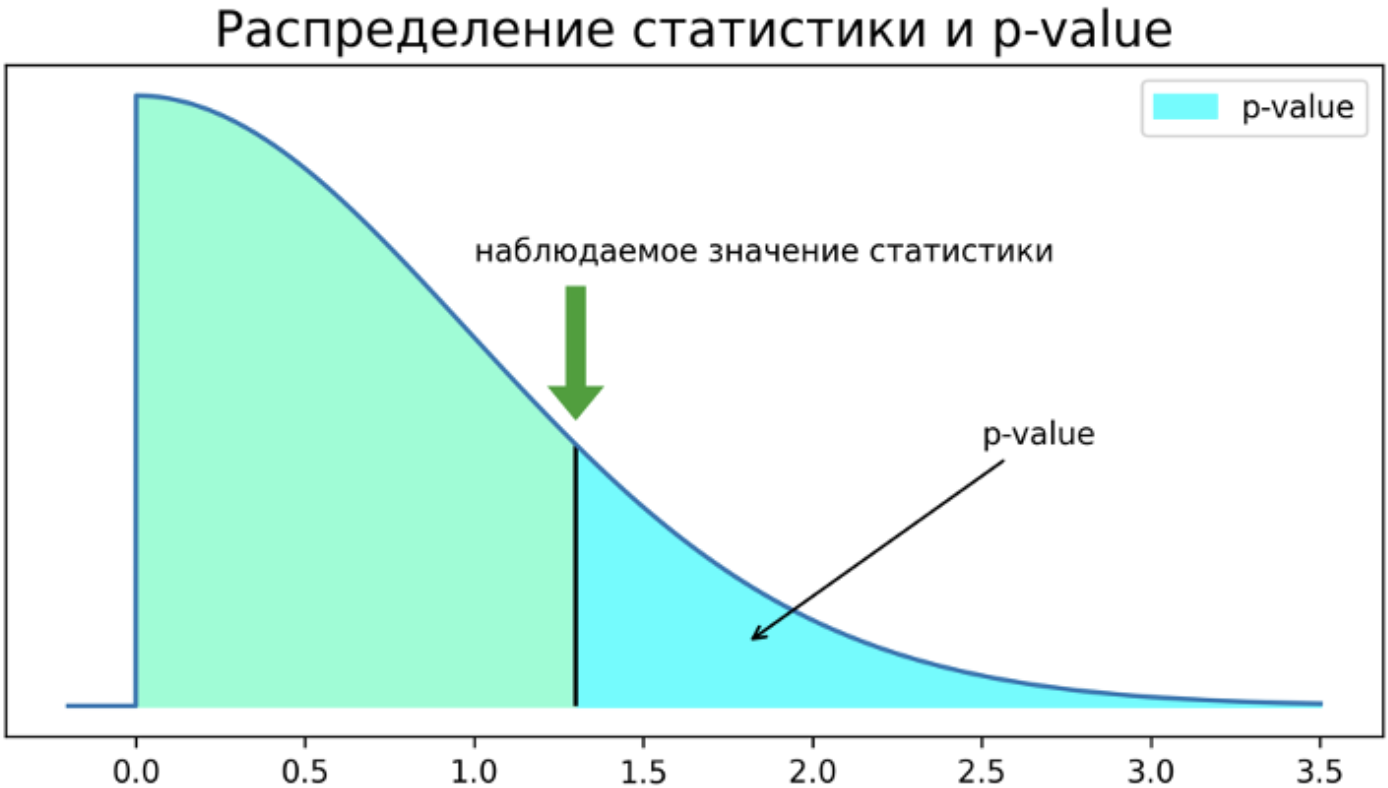 Распределение статистики и p-value
p-value
наблюдаемое значение статистики
p-value
0.0 0.5 1.0 1.5 2.0 2.5 3.0 3.5